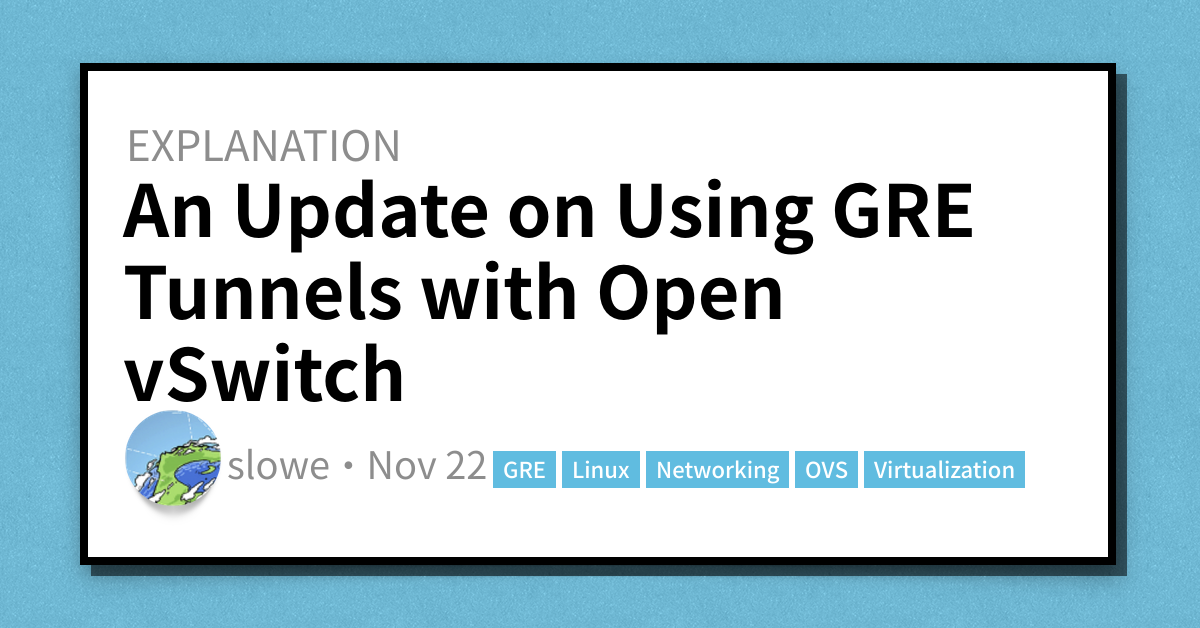 EXPLANATION
An Update on Using GRE
Tunnels with Open
vSwitch
slowe • Nov 22 GRE Linux Networking OVS Virtualization